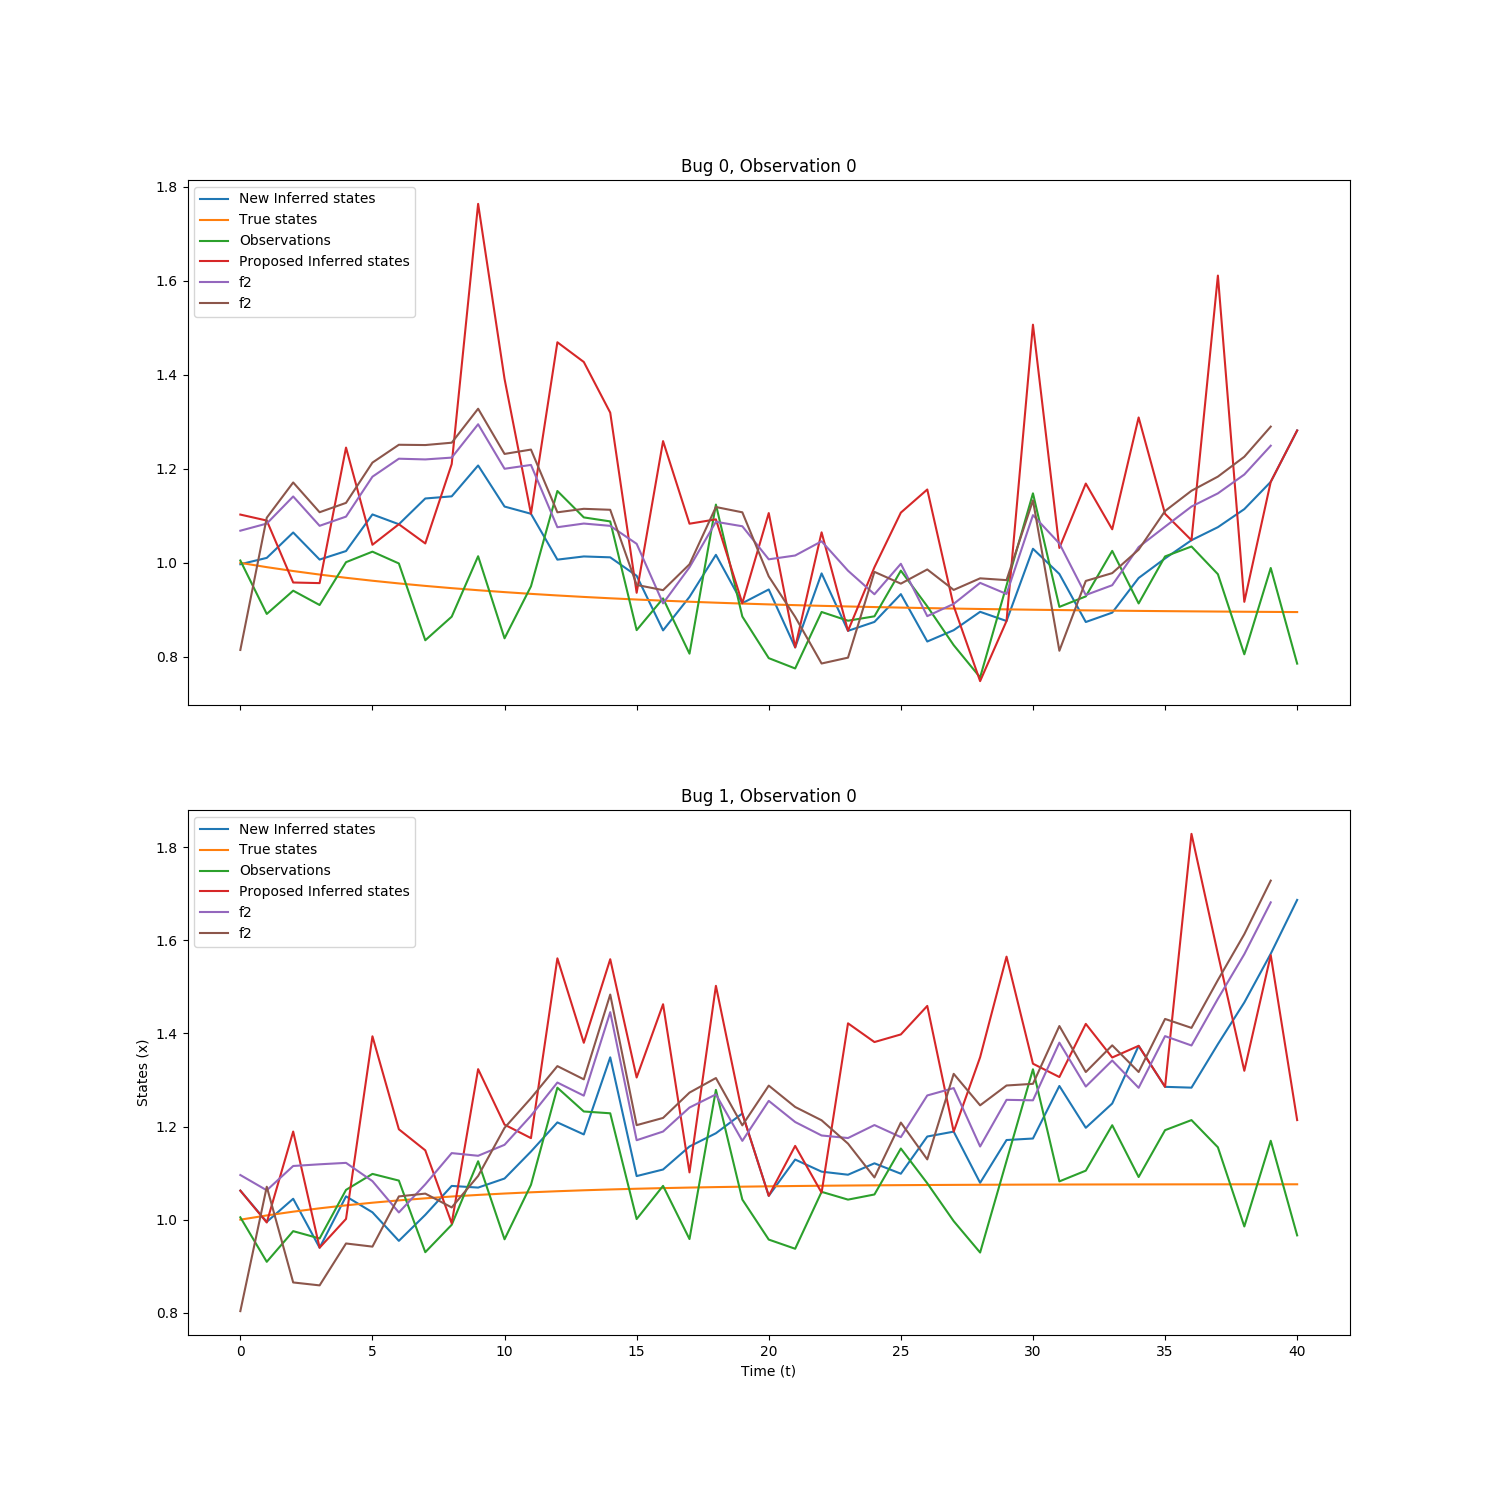 Bug 0, Observation 0
1.8
1.6
1.4
1.2
1.0
0.8
New Inferred states
True states
Observations
Proposed Inferred states
f2
f2
Bug 1, Observation 0
1.8
1.6
1.4
1.2
1.0
0.8
States (x)
New Inferred states
True states
Observations
Proposed Inferred states
f2
f2
0 5 10 15 20 25 30 35 40
Time (t)